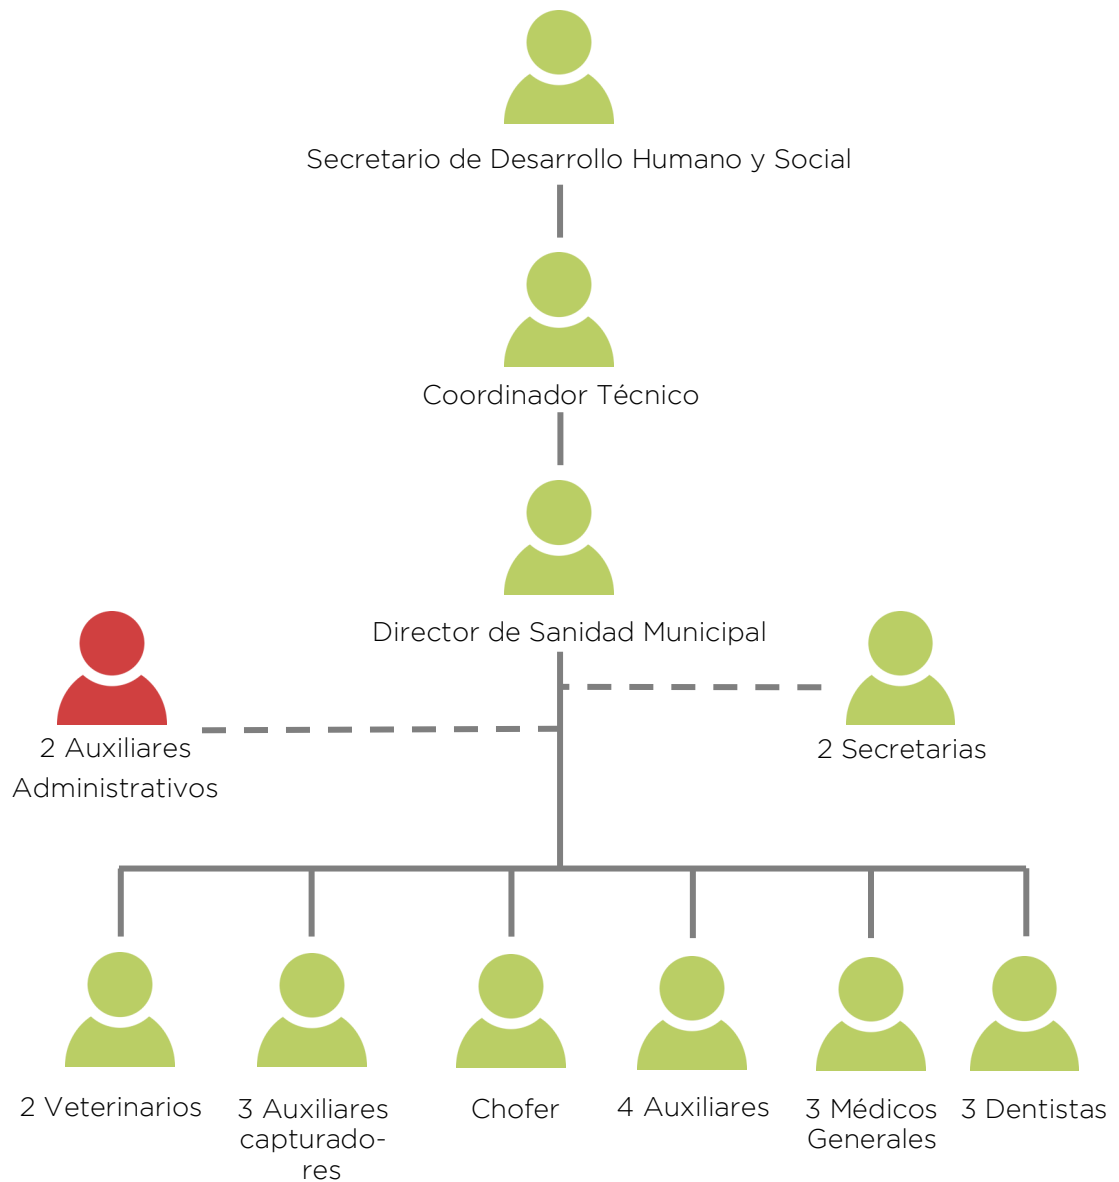 Secretario de Desarrollo Humano y Social
Coordinador Técnico
Director de Sanidad Municipal
2 Auxiliares
Administrativos
2 Secretarias
2 Veterinarios
3 Auxiliares
capturado-
res
Chofer
4 Auxiliares
3 Médicos
Generales
3 Dentistas